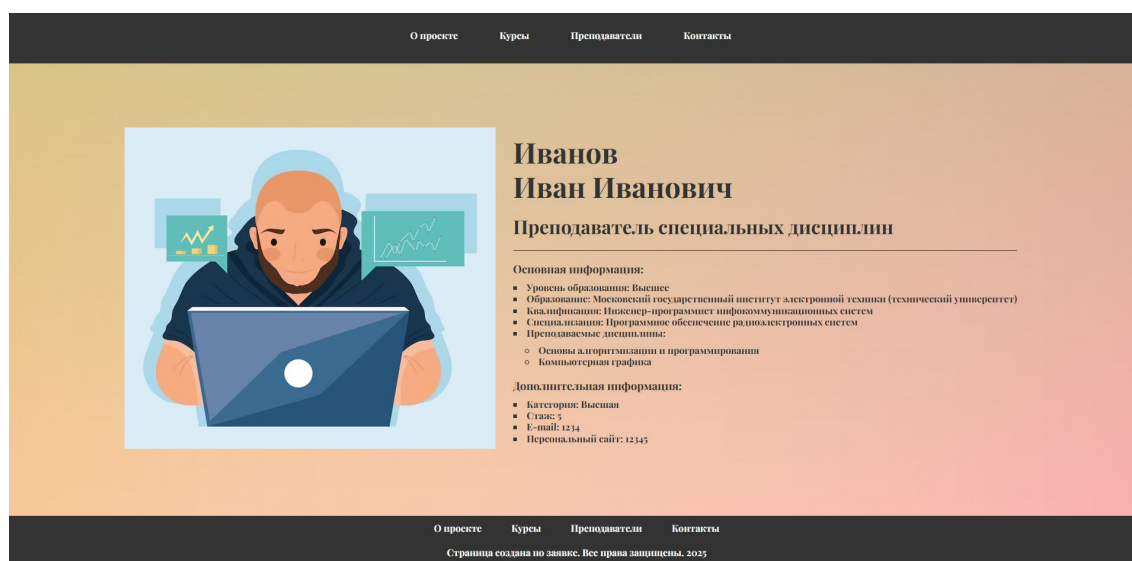 О проекте Курсы Преподаватели Контакты
Иванов
Иван Иванович
Преподаватель специальных дисциплин
Основная информация:
Уровень образования: Высшее
Образование: Московский государственный институт электронной техники (технический университет)
Квалификация: Инженер-программист инфокоммуникационных систем
Специализация: Программное обеспечение радиоэлектронных систем
Преподаваемые дисциплины:
Основы алгоритмизации и программирования
Компьютерная графика
Дополнительная информация:
Категория: Высшая
Стаж: 5
E-mail: 1234
Персональный сайт: 12345
О проекте Курсы Преподаватели Контакты
Страница создана по заявке. Все права защищены. 2025